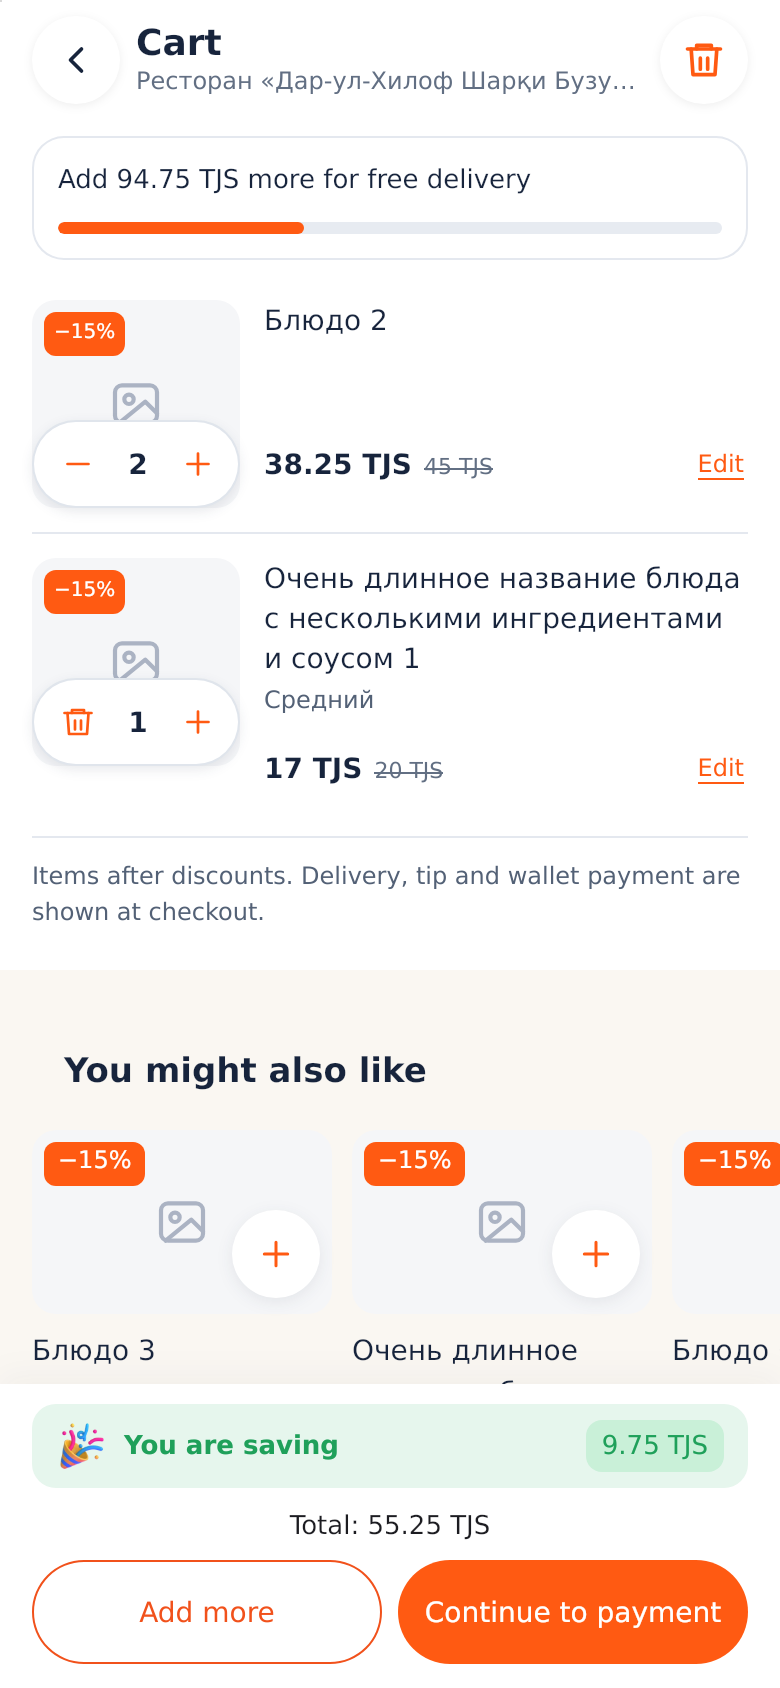 Cart
Ресторан «Дар-ул-Хилоф Шарқи Бузу...
Add 94.75 TJS more for free delivery
−15%
Блюдо 2
2
38.25 TJS 45 TJS
Edit
−15%
Очень длинное название блюда
с несколькими ингредиентами
и соусом 1
Средний
1
17 TJS 20 TJS
Edit
Items after discounts. Delivery, tip and wallet payment are
shown at checkout.
You might also like
−15%
−15%
−15%
Блюдо 3
Очень длинное
Блюдо
You are saving
9.75 TJS
Total: 55.25 TJS
Add more
Continue to payment